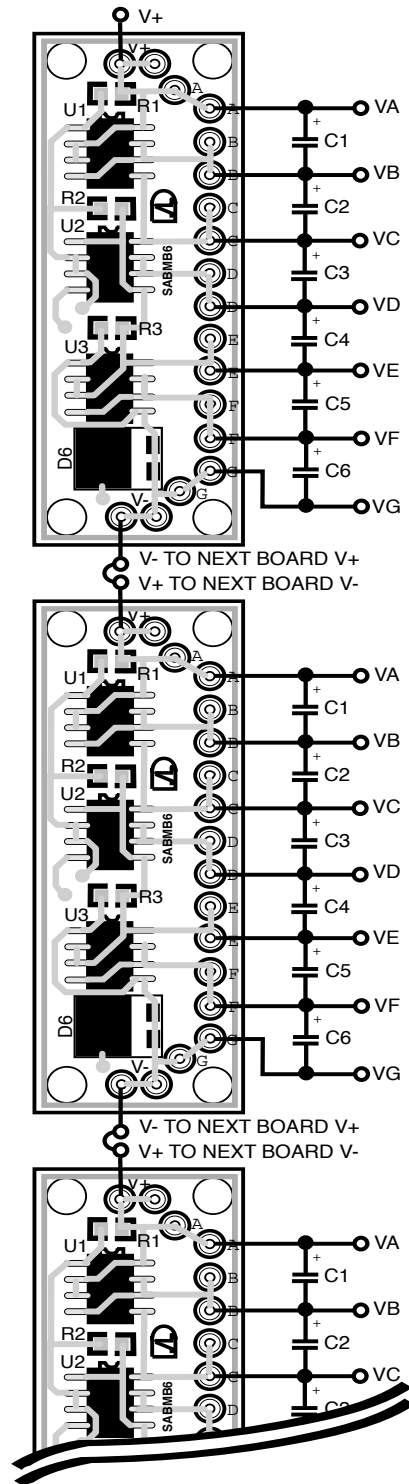 V+
V+
A
A
VA
U1
R1
C1
+
B
B
VB
R2
C
C2
+
U2
C
VC
SABMB6
D
C3
+
D
VD
U3
R3
E
C4
+
E
VE
F
C5
+
D6
F
VF
G
C6
+
V-
G
VG
V- TO NEXT BOARD V+
V+ TO NEXT BOARD V-
V+
A
A
VA
U1
R1
C1
+
B
B
VB
R2
C
C2
+
U2
C
VC
SABMB6
D
C3
+
D
VD
U3
R3
E
C4
+
E
VE
F
C5
+
D6
F
VF
G
C6
+
V-
G
VG
V- TO NEXT BOARD V+
V+ TO NEXT BOARD V-
V+
A
A
VA
U1
R1
C1
+
B
B
VB
R2
C
C2
+
U2
C
VC
SABMB6
D
+